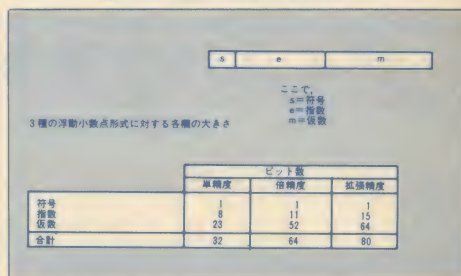 s e m
ここで,
s=符号
e=指数
m=仮数
3種の浮動小数点形式に対する各欄の大きさ
ビット数
単精度 倍精度 拡張精度
符号 1 1 1
指数 8 11 15
仮数 23 52 64
合計 32 64 80